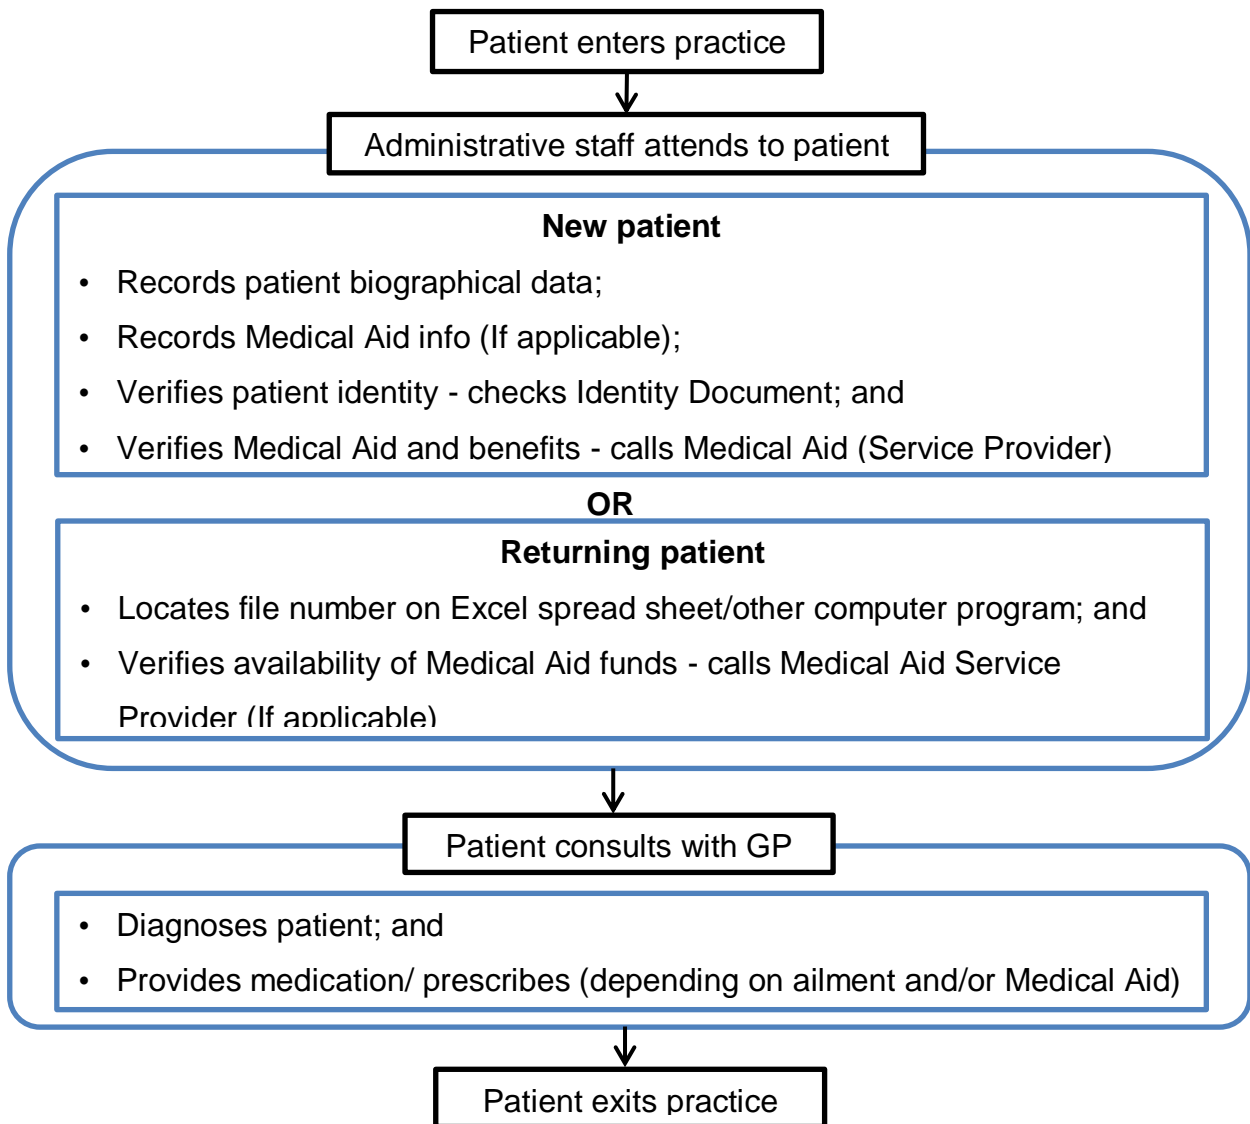 Patient enters practice
Administrative staff attends to patient
New patient
• Records patient biographical data;
• Records Medical Aid info (If applicable);
• Verifies patient identity - checks Identity Document; and
• Verifies Medical Aid and benefits - calls Medical Aid (Service Provider)
OR
Returning patient
• Locates file number on Excel spread sheet/other computer program; and
• Verifies availability of Medical Aid funds - calls Medical Aid Service
Provider (If applicable)
Patient consults with GP
• Diagnoses patient; and
• Provides medication/ prescribes (depending on ailment and/or Medical Aid)
Patient exits practice